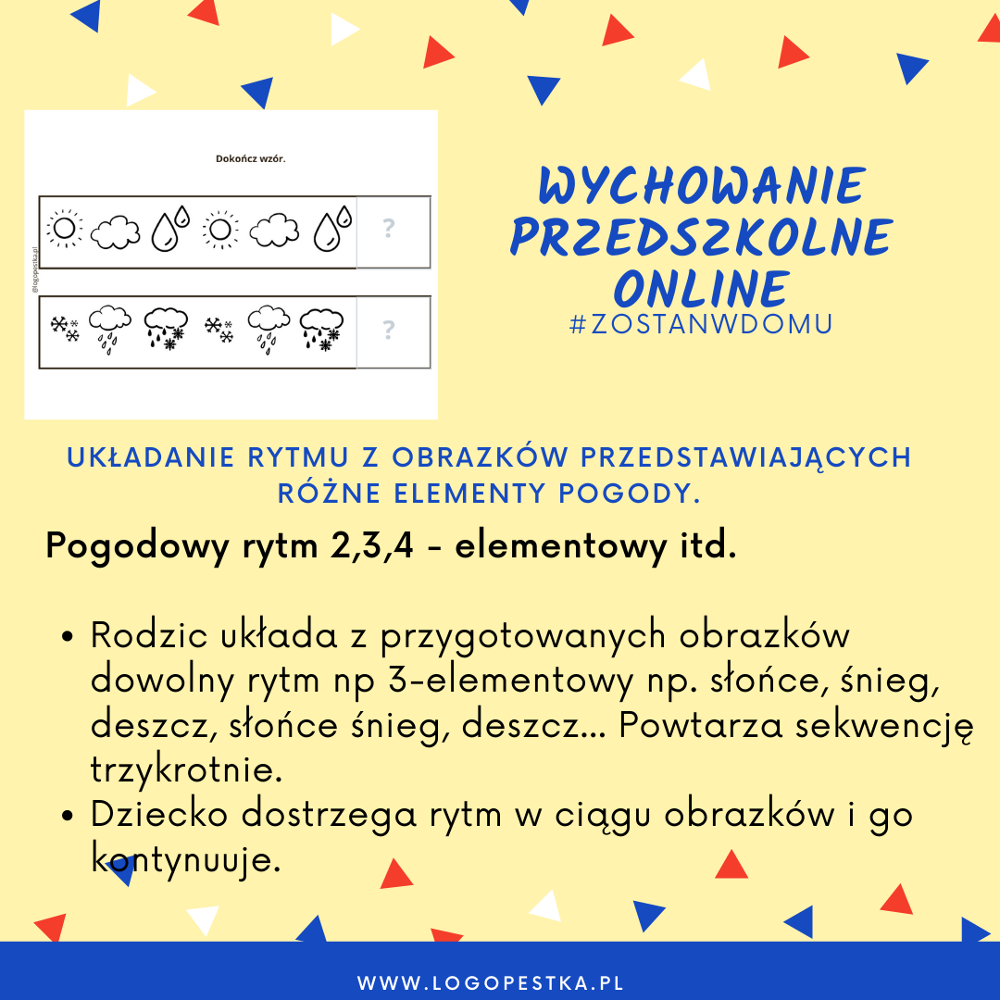 Dokończ wzór.
?
@logopestka.pl
?
WYCHOWANIE
PRZEDSZKOLNE
ONLINE
#ZOSTANWDOMU
UKŁADANIE RYTMU Z OBRAZKÓW PRZEDSTAWIAJĄCYCH
RÓŻNE ELEMENTY POGODY.
Pogodowy rytm 2,3,4 - elementowy itd.
• Rodzic układa z przygotowanych obrazków
dowolny rytm np 3-elementowy np. słońce, śnieg,
deszcz, słońce śnieg, deszcz... Powtarza sekwencję
trzykrotnie.
• Dziecko dostrzega rytm w ciągu obrazków i go
kontynuuje.
WWW.LOGOPESTKA.PL